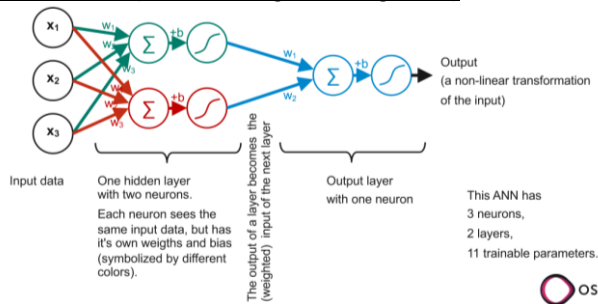 x1
x2
x3
w1
w2
w3
w1
w2
w3
Σ
+b
Σ
+b
w1
w2
Σ
+b
Output
(a non-linear transformation
of the input)
Input data
One hidden layer
with two neurons.
Each neuron sees the
same input data, but has
it's own weigths and bias
(symbolized by different
colors).
The output of a layer becomes the
(weighted) input of the next layer
Output layer
with one neuron
This ANN has
3 neurons,
2 layers,
11 trainable parameters.
OS